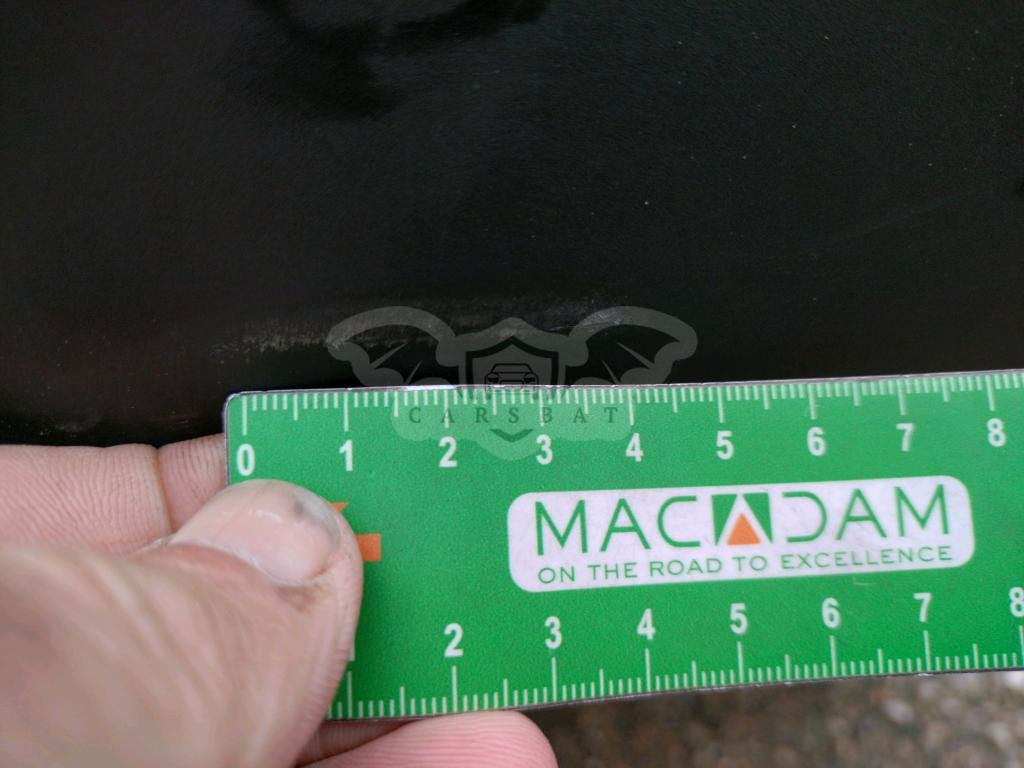 CARSBAT
0 1 2 3 4 5 6 7 8
MACADAM
ON THE ROAD TO EXCELLENCE
2 3 4 5 6 7 8